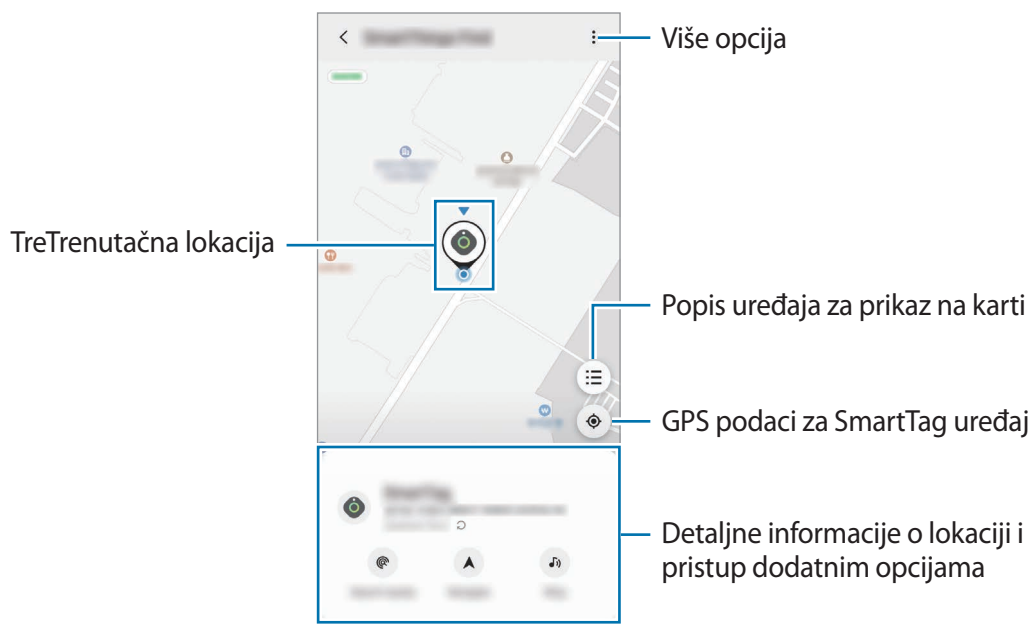 Više opcija
TreTrenutačna lokacija
Popis uređaja za prikaz na karti
GPS podaci za SmartTag uređaj
Detaljne informacije o lokaciji i
pristup dodatnim opcijama